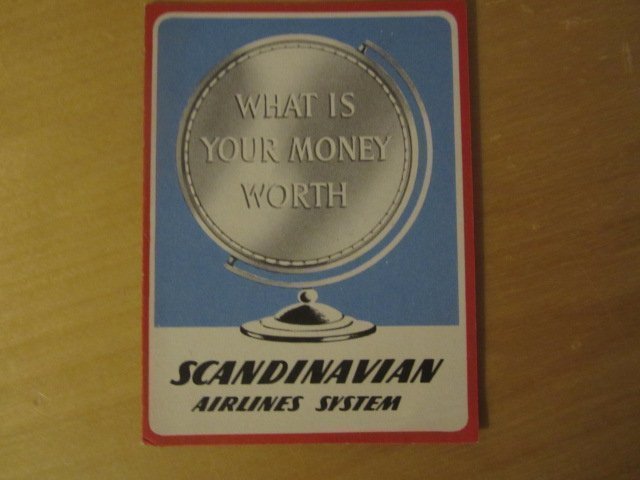 WHAT IS
YOUR MONEY
WORTH
SCANDINAVIAN
AIRLINES SYSTEM